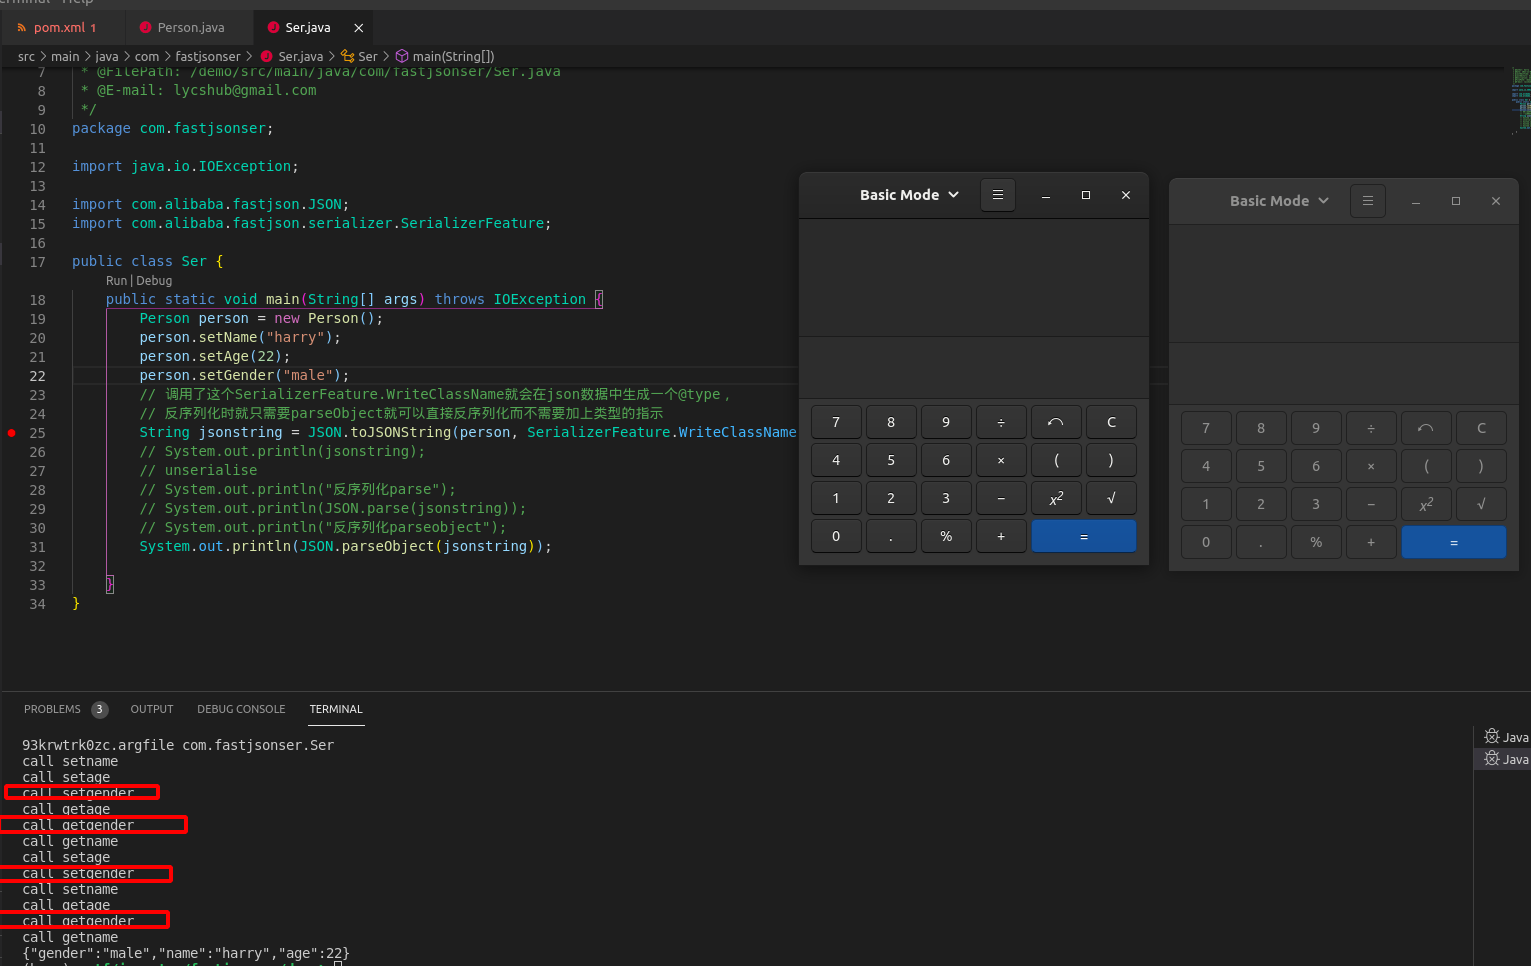 Terminal Help
pom.xml 1
Person.java
Ser.java
src > main > java > com > fastjsonser > Ser.java > Ser > main(String[])
7 * @FilePath: /demo/src/main/java/com/fastjsonser/Ser.java
8 * @E-mail: lycshub@gmail.com
9 */
10 package com.fastjsonser;
11
12 import java.io.IOException;
13
14 import com.alibaba.fastjson.JSON;
15 import com.alibaba.fastjson.serializer.SerializerFeature;
16
17 public class Ser {
Run | Debug
18 public static void main(String[] args) throws IOException {
19 Person person = new Person();
20 person.setName("harry");
21 person.setAge(22);
22 person.setGender("male");
23 // 调用了这个SerializerFeature.WriteClassName就会在json数据中生成一个@type，
24 // 反序列化时就只需要parseObject就可以直接反序列化而不需要加上类型的指示
25 String jsonstring = JSON.toJSONString(person, SerializerFeature.WriteClassName
26 // System.out.println(jsonstring);
27 // unserialise
28 // System.out.println("反序列化parse");
29 // System.out.println(JSON.parse(jsonstring));
30 // System.out.println("反序列化parseobject");
31 System.out.println(JSON.parseObject(jsonstring));
32
33 }
34 }
Basic Mode
7 8 9 ÷ C
4 5 6 × ( )
1 2 3 − x² √
0 . % + =
Basic Mode
7 8 9 ÷ C
4 5 6 × ( )
1 2 3 − x² √
0 . % + =
PROBLEMS 3 OUTPUT DEBUG CONSOLE TERMINAL
93krwtrk0zc.argfile com.fastjsonser.Ser
call setname
call setage
call setgender
call getage
call getgender
call getname
call setage
call setgender
call setname
call getage
call getgender
call getname
{"gender":"male","name":"harry","age":22}
Java
Java